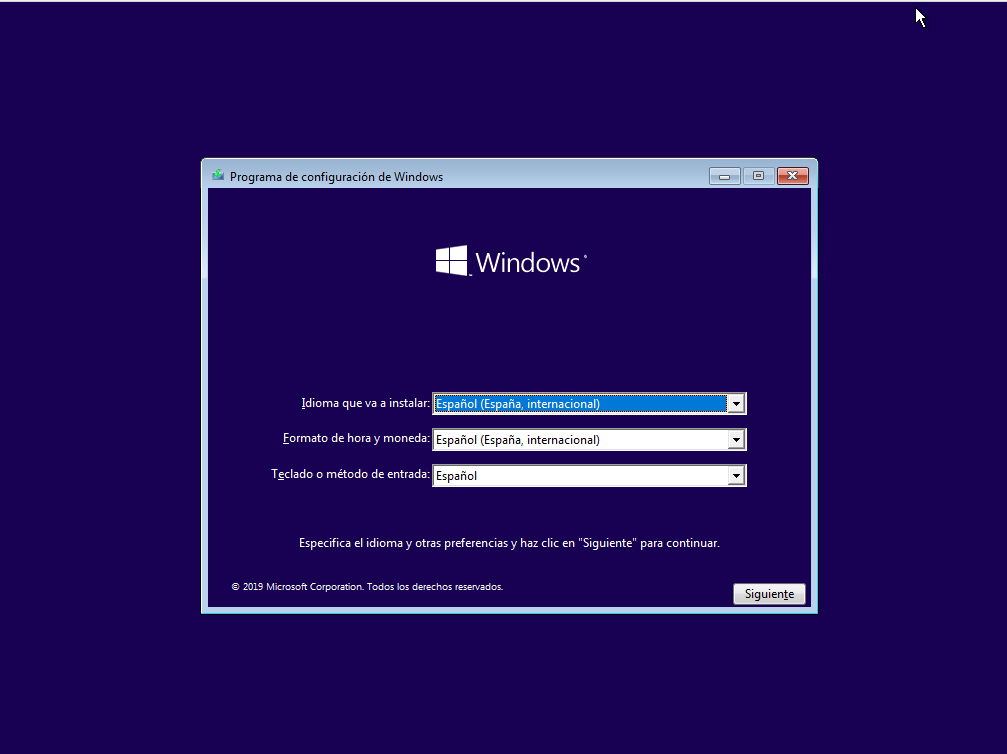 Programa de configuración de Windows
Windows
Idioma que va a instalar: Español (España, internacional)
Formato de hora y moneda: Español (España, internacional)
Teclado o método de entrada: Español
Especifica el idioma y otras preferencias y haz clic en "Siguiente" para continuar.
© 2019 Microsoft Corporation. Todos los derechos reservados.
Siguiente